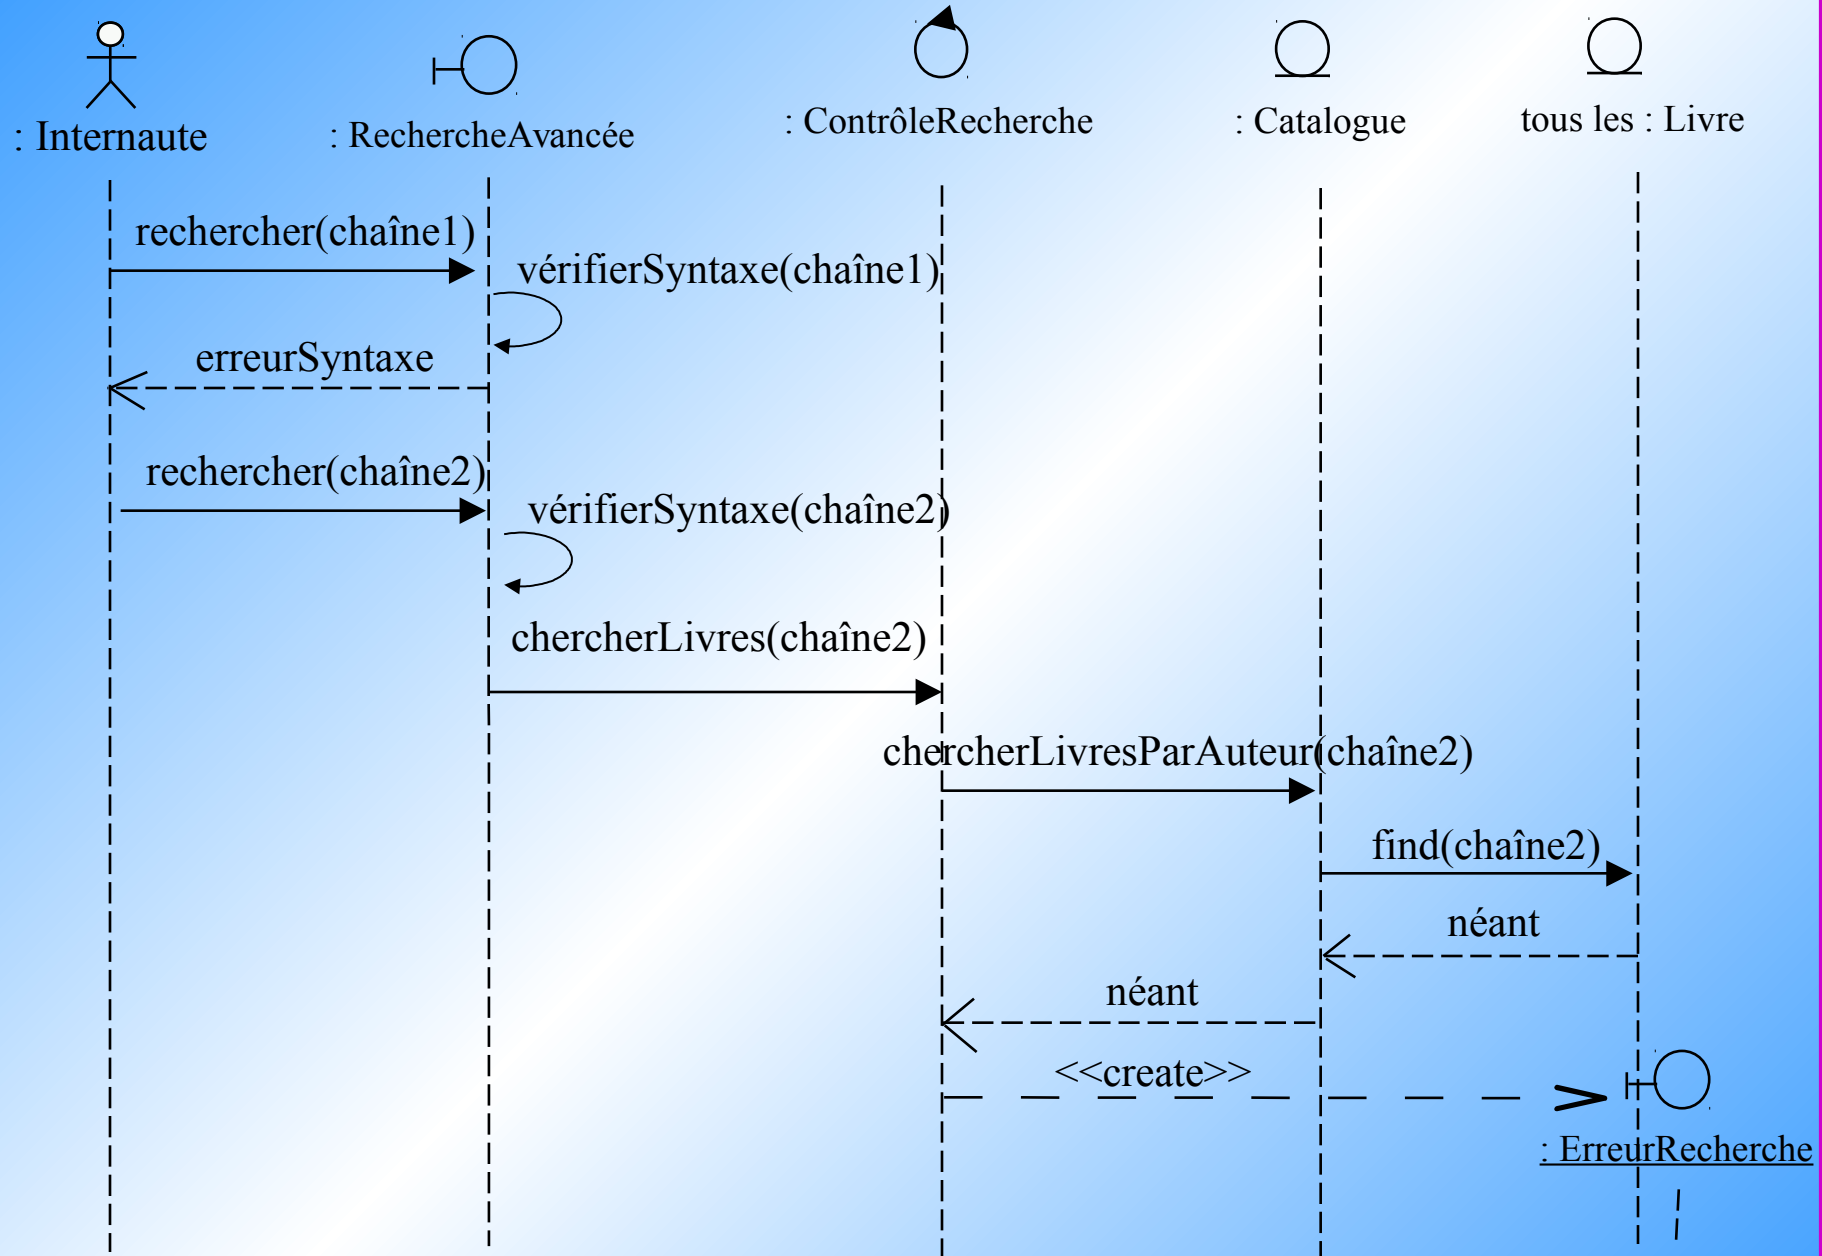 : Internaute
: RechercheAvancée
: ContrôleRecherche
: Catalogue
tous les : Livre
rechercher(chaîne1)
vérifierSyntaxe(chaîne1)
erreurSyntaxe
rechercher(chaîne2)
vérifierSyntaxe(chaîne2)
chercherLivres(chaîne2)
chercherLivresParAuteur(chaîne2)
find(chaîne2)
néant
néant
<<create>>
: ErreurRecherche